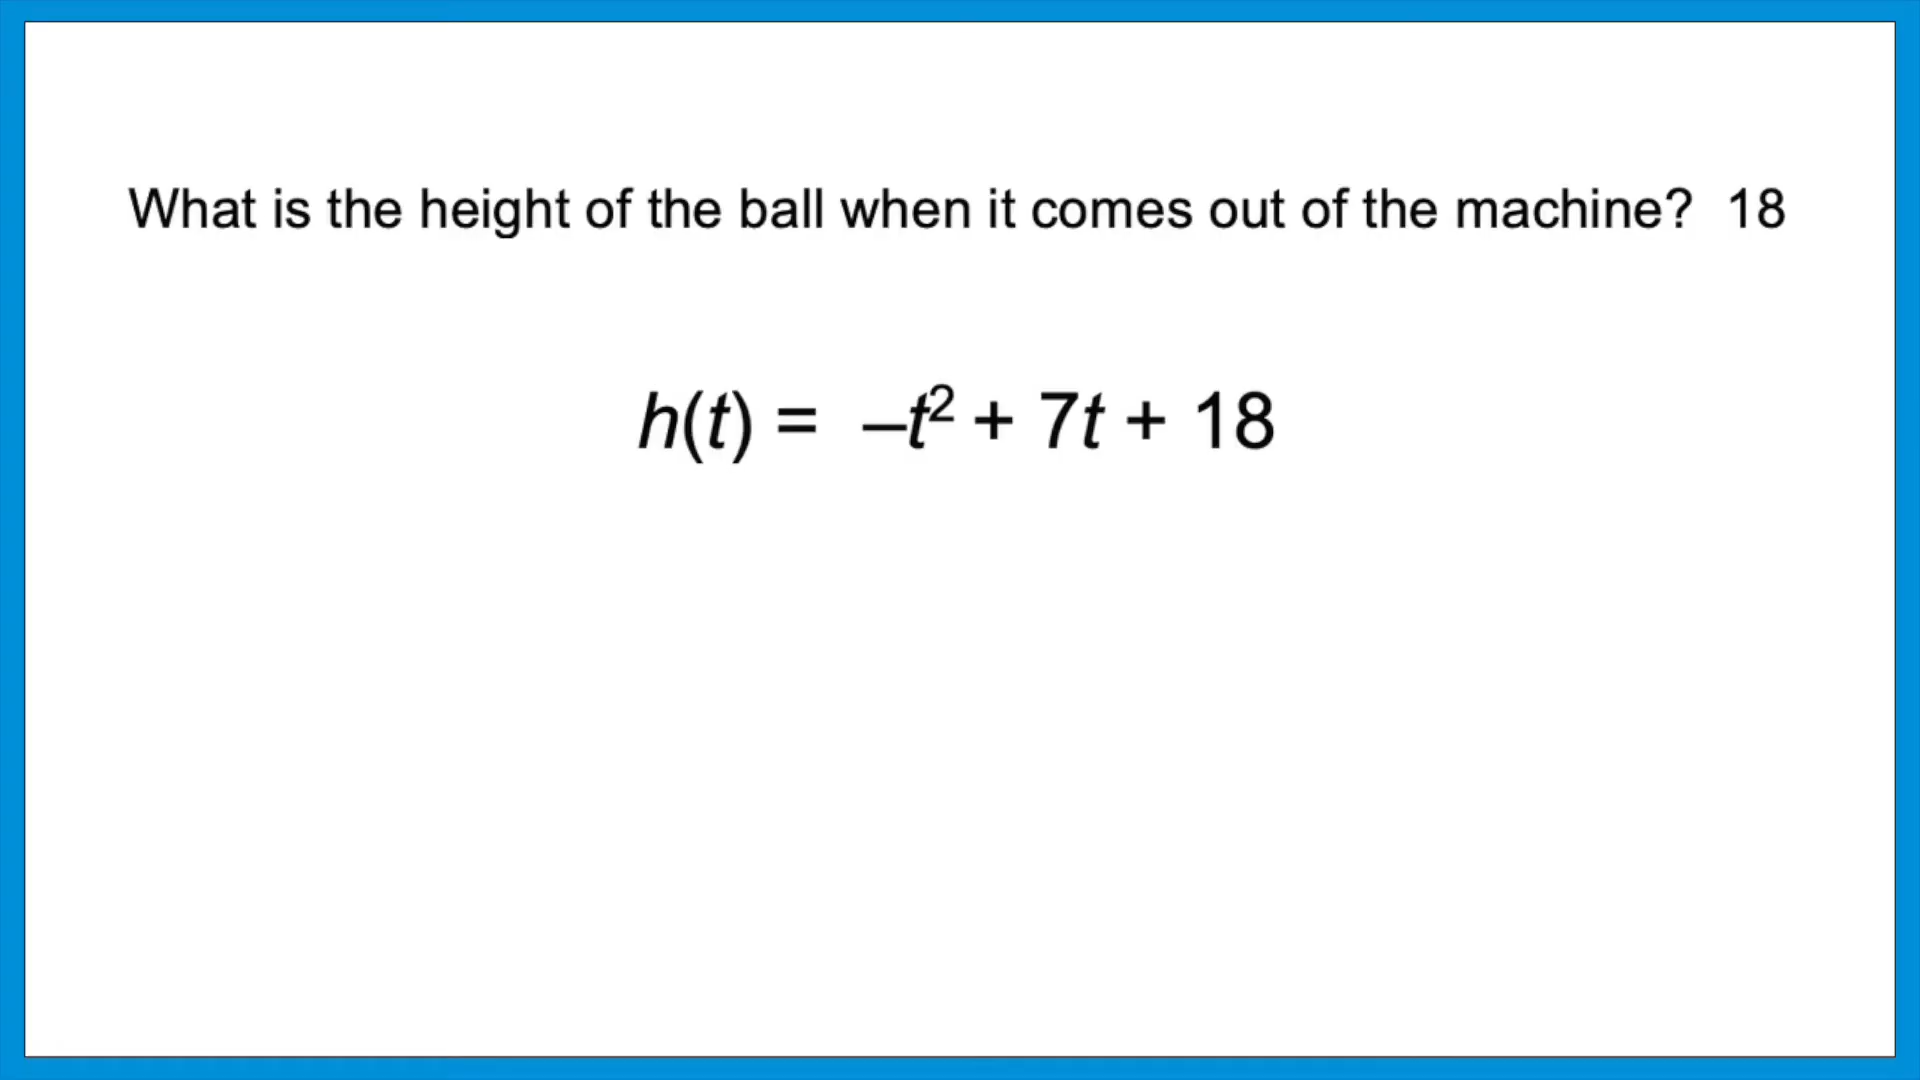 What is the height of the ball when it comes out of the machine? 18
h(t) = –t² + 7t + 18